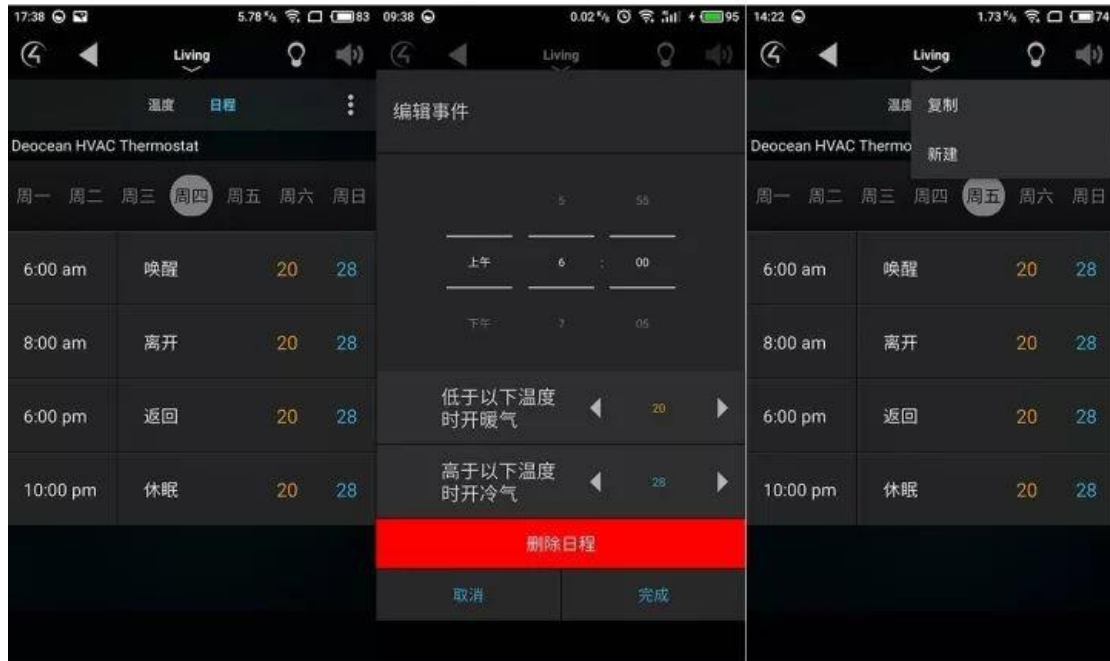 17:38 5.78 K/s 83
Living
温度 日程
Deocean HVAC Thermostat
周一 周二 周三 周四 周五 周六 周日
6:00 am 唤醒 20 28
8:00 am 离开 20 28
6:00 pm 返回 20 28
10:00 pm 休眠 20 28
09:38 0.02 K/s 95
Living
编辑事件
5 55
上午 6 : 00
下午 7 05
低于以下温度
时开暖气 20
高于以下温度
时开冷气 28
删除日程
取消 完成
14:22 1.73 K/s 74
Living
温度 复制
Deocean HVAC Thermo 新建
周一 周二 周三 周四 周五 周六 周日
6:00 am 唤醒 20 28
8:00 am 离开 20 28
6:00 pm 返回 20 28
10:00 pm 休眠 20 28